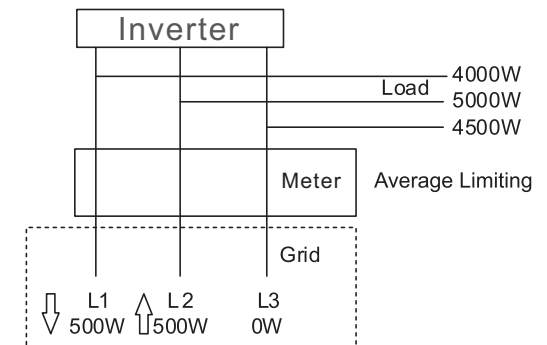 Inverter
4000W
Load
5000W
4500W
Meter
Average Limiting
Grid
L1 L2 L3
500W 500W 0W